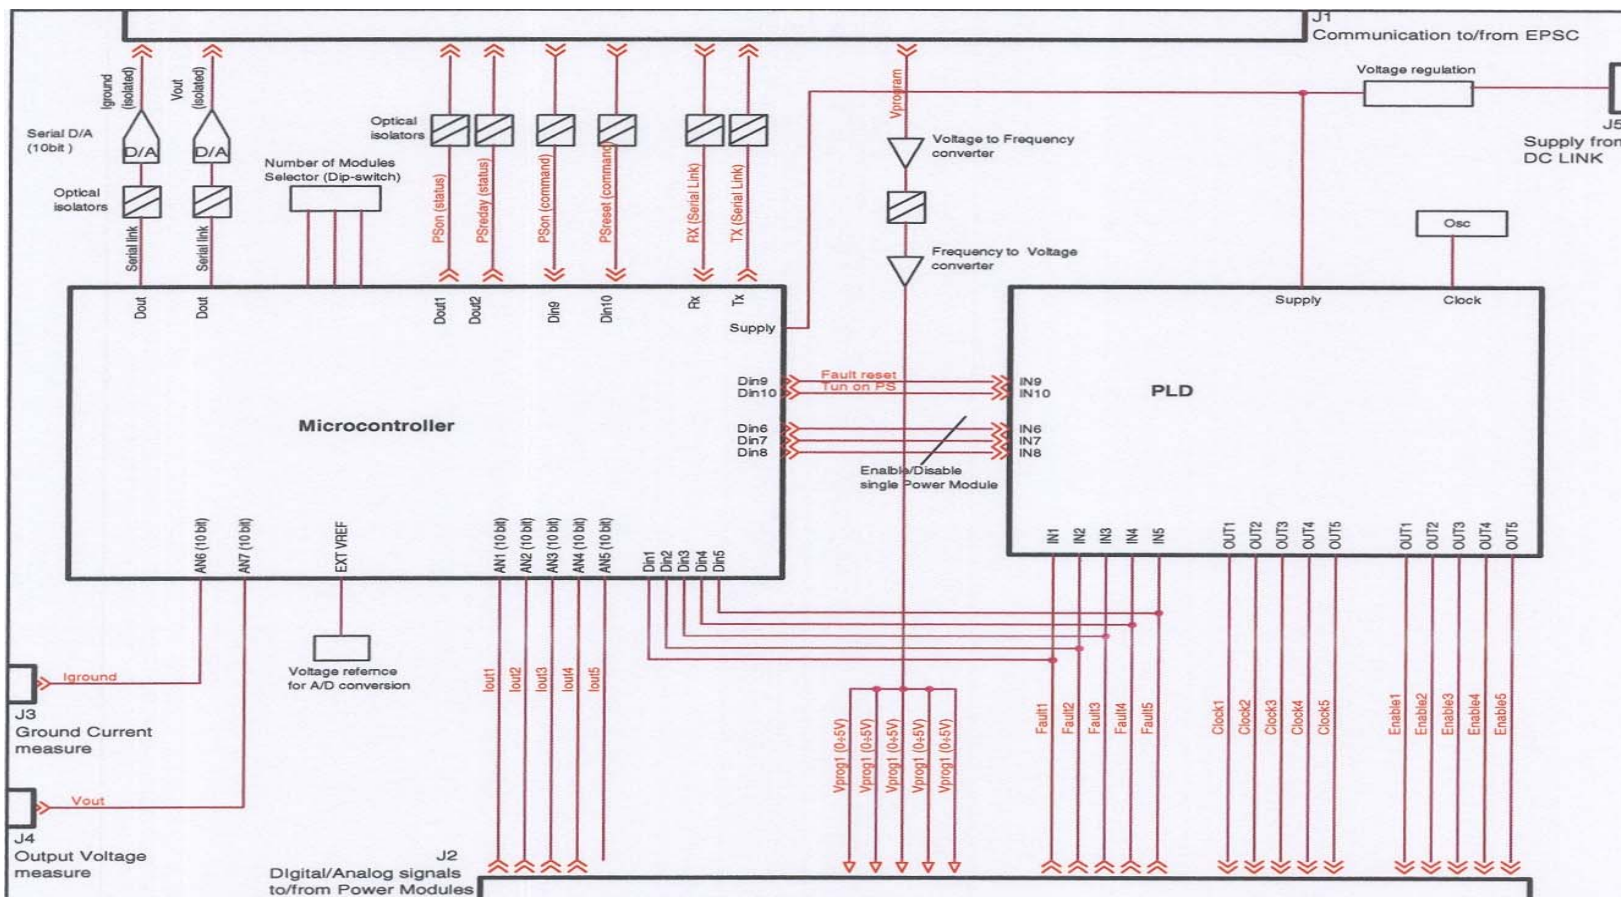 J1
Communication to/from EPSC
Iground
(isolated)
Vout
(isolated)
Vprogram
Voltage regulation
J5
Supply from
DC LINK
Serial D/A
(10bit )
D/A
D/A
Optical
isolators
Number of Modules
Selector (Dip-switch)
Optical
isolators
Voltage to Frequency
converter
Serial link
Serial link
PSon (status)
PSreday (status)
PSon (command)
PSreset (command)
RX (Serial Link)
TX (Serial Link)
Osc
Frequency to Voltage
converter
Dout
Dout
Dout1
Dout2
Din9
Din10
Rx
Tx
Supply
Supply
Clock
Din9
Fault reset
IN9
Din10
Tun on PS
IN10
PLD
Microcontroller
Din6
IN6
Din7
IN7
Din8
IN8
Enalble/Disable
single Power Module
AN6 (10 bit)
AN7 (10 bit)
EXT VREF
AN1 (10 bit)
AN2 (10 bit)
AN3 (10 bit)
AN4 (10 bit)
AN5 (10 bit)
Din1
Din2
Din3
Din4
Din5
IN1
IN2
IN3
IN4
IN5
OUT1
OUT2
OUT3
OUT4
OUT5
OUT1
OUT2
OUT3
OUT4
OUT5
Voltage refernce
for A/D conversion
Iground
J3
Ground Current
measure
Iout1
Iout2
Iout3
Iout4
Iout5
Vprog1 (0÷5V)
Vprog1 (0÷5V)
Vprog1 (0÷5V)
Vprog1 (0÷5V)
Vprog1 (0÷5V)
Fault1
Fault2
Fault3
Fault4
Fault5
Clock1
Clock2
Clock3
Clock4
Clock5
Enable1
Enable2
Enable3
Enable4
Enable5
Vout
J4
Output Voltage
measure
J2
DIgital/Analog signals
to/from Power Modules